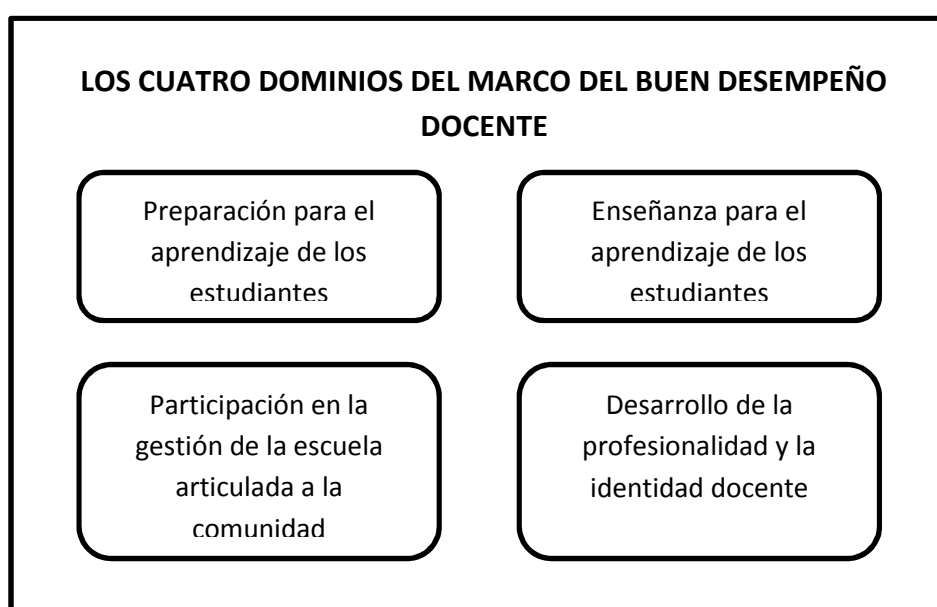 LOS CUATRO DOMINIOS DEL MARCO DEL BUEN DESEMPEÑO
DOCENTE
Preparación para el
aprendizaje de los
estudiantes
Enseñanza para el
aprendizaje de los
estudiantes
Participación en la
gestión de la escuela
articulada a la
comunidad
Desarrollo de la
profesionalidad y la
identidad docente